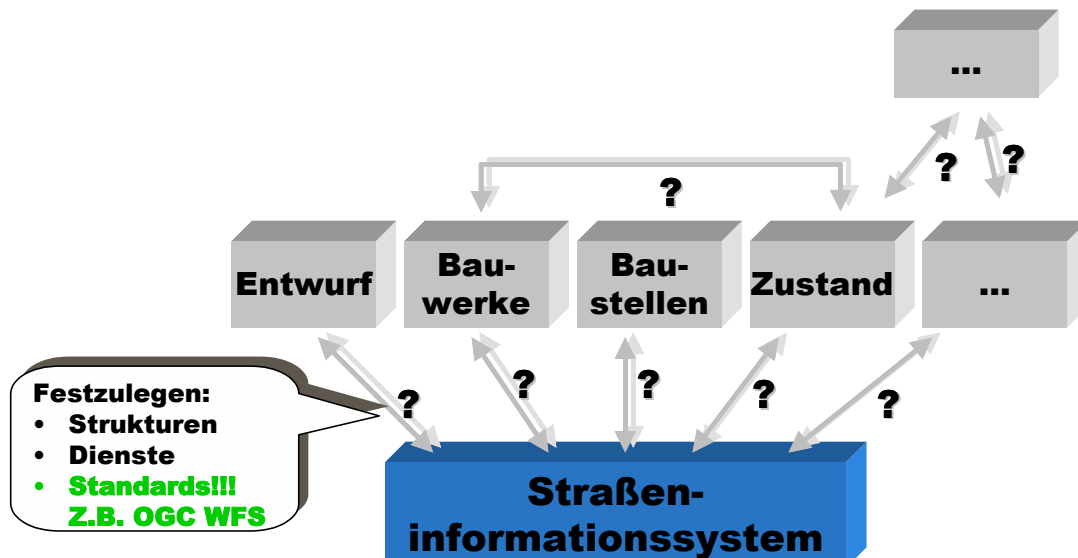 ...
?
?
?
Entwurf
Bau-
werke
Bau-
stellen
Zustand
...
Festzulegen:
• Strukturen
• Dienste
• Standards!!!
Z.B. OGC WFS
?
?
?
?
?
Straßen-
informationssystem